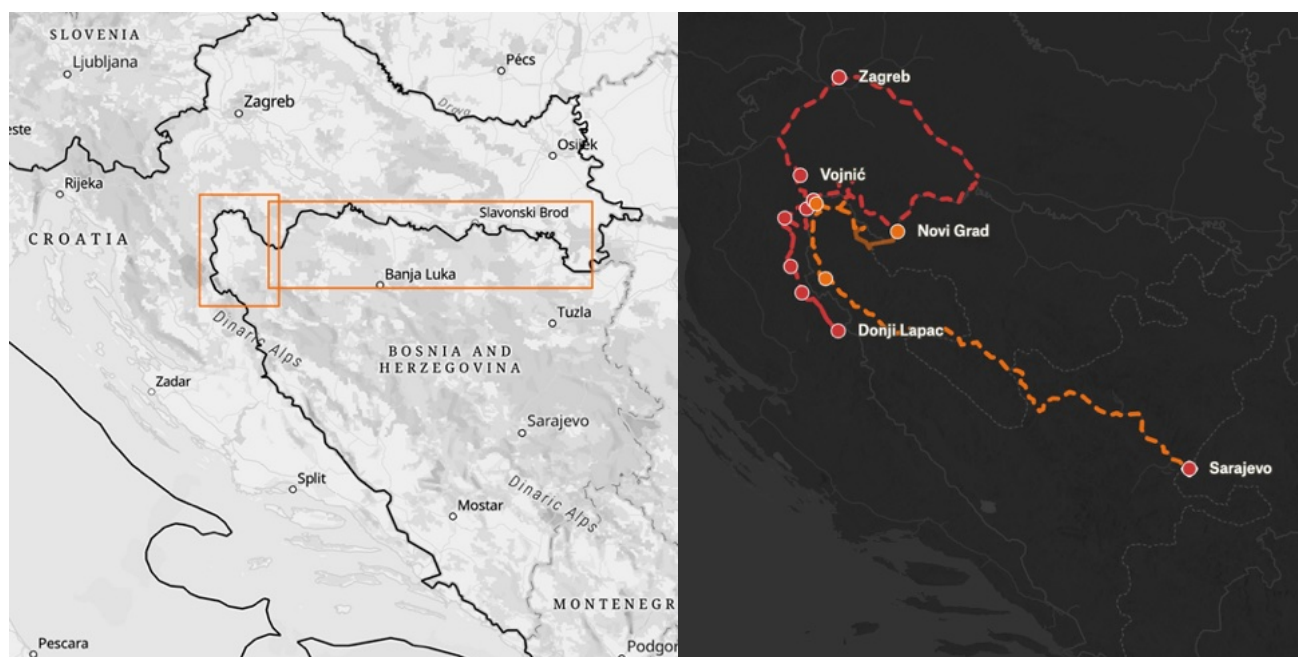 SLOVENIA
Ljubljana
Pécs
Zagreb
Drava
este
Osijek
Rijeka
Slavonski Brod
CROATIA
Banja Luka
Tuzla
Dinaric Alps
BOSNIA AND
HERZEGOVINA
Zadar
Sarajevo
Split
Dinaric Alps
Mostar
MONTENEGR
Pescara
Podgor
Zagreb
Vojnić
Novi Grad
Donji Lapac
Sarajevo